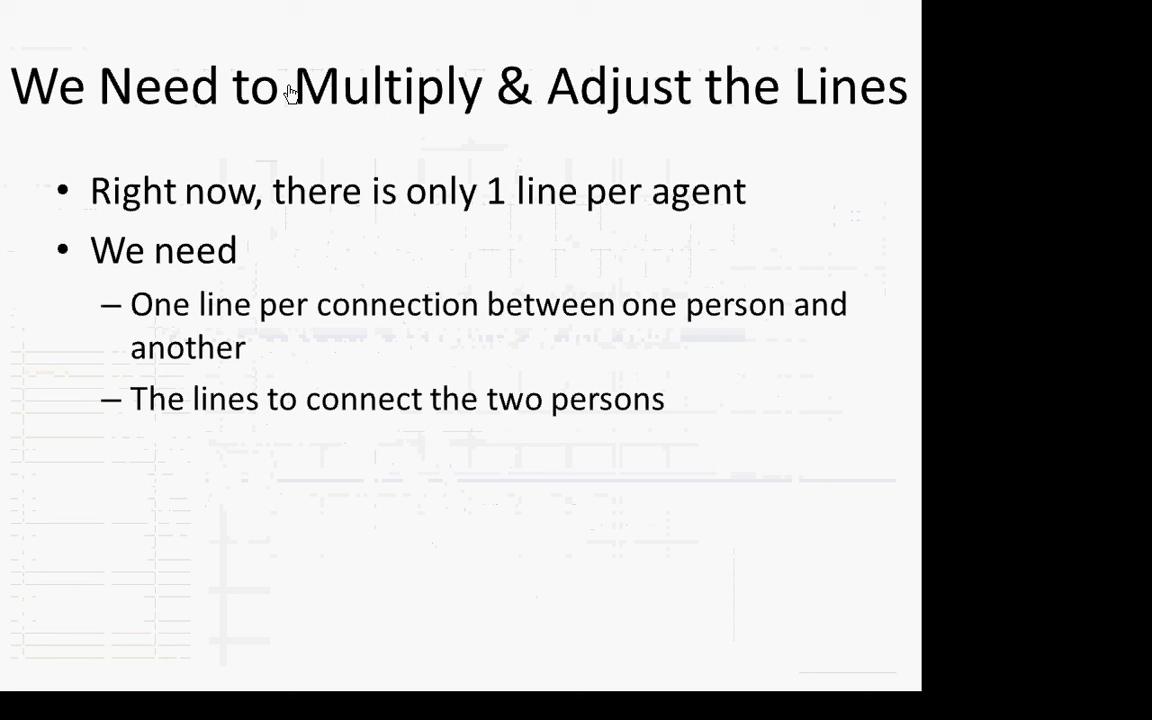 We Need to Multiply & Adjust the Lines
• Right now, there is only 1 line per agent
• We need
– One line per connection between one person and
another
– The lines to connect the two persons